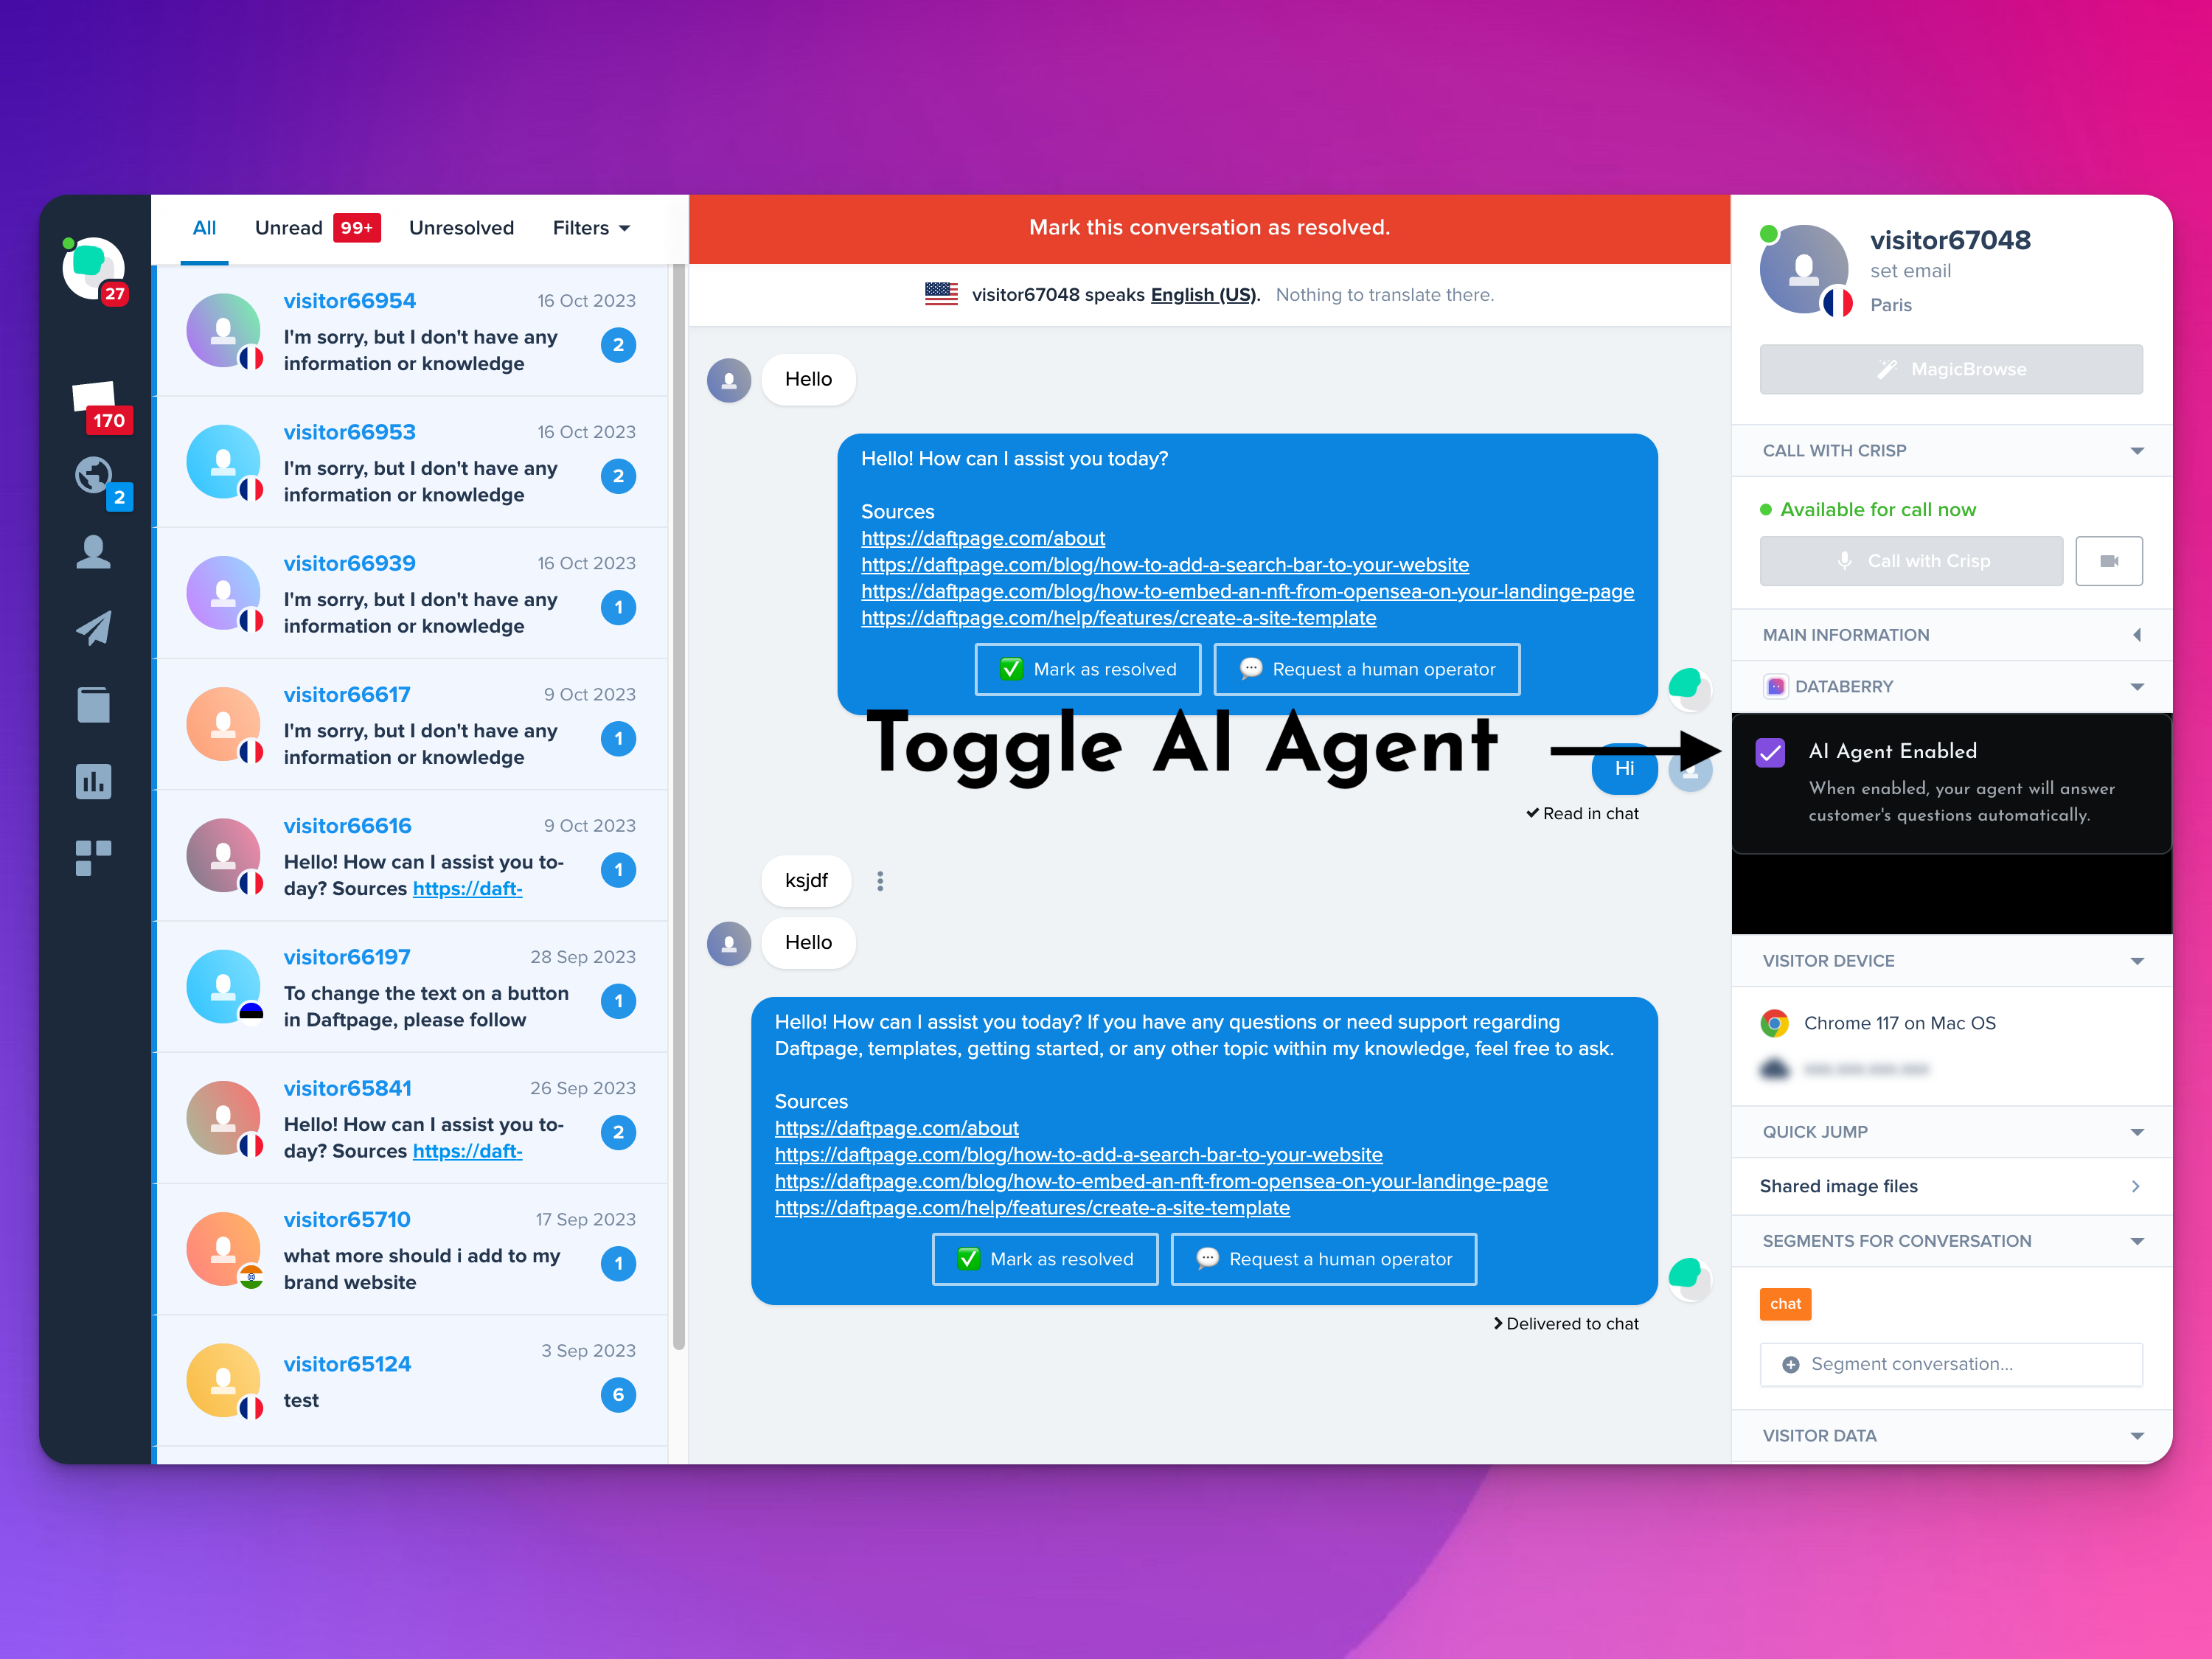 27
170
2
All
Unread 99+
Unresolved
Filters
visitor66954
16 Oct 2023
I'm sorry, but I don't have any
information or knowledge
2
visitor66953
16 Oct 2023
I'm sorry, but I don't have any
information or knowledge
2
visitor66939
16 Oct 2023
I'm sorry, but I don't have any
information or knowledge
1
visitor66617
9 Oct 2023
I'm sorry, but I don't have any
information or knowledge
1
visitor66616
9 Oct 2023
Hello! How can I assist you to-
day? Sources https://daft-
1
visitor66197
28 Sep 2023
To change the text on a button
in Daftpage, please follow
1
visitor65841
26 Sep 2023
Hello! How can I assist you to-
day? Sources https://daft-
2
visitor65710
17 Sep 2023
what more should i add to my
brand website
1
visitor65124
3 Sep 2023
test
6
Mark this conversation as resolved.
visitor67048 speaks English (US). Nothing to translate there.
Hello
Hello! How can I assist you today?
Sources
https://daftpage.com/about
https://daftpage.com/blog/how-to-add-a-search-bar-to-your-website
https://daftpage.com/blog/how-to-embed-an-nft-from-opensea-on-your-landinge-page
https://daftpage.com/help/features/create-a-site-template
Mark as resolved
Request a human operator
Toggle AI Agent
Hi
Read in chat
ksjdf
Hello
Hello! How can I assist you today? If you have any questions or need support regarding
Daftpage, templates, getting started, or any other topic within my knowledge, feel free to ask.
Sources
https://daftpage.com/about
https://daftpage.com/blog/how-to-add-a-search-bar-to-your-website
https://daftpage.com/blog/how-to-embed-an-nft-from-opensea-on-your-landinge-page
https://daftpage.com/help/features/create-a-site-template
Mark as resolved
Request a human operator
Delivered to chat
visitor67048
set email
Paris
MagicBrowse
CALL WITH CRISP
Available for call now
Call with Crisp
MAIN INFORMATION
DATABERRY
AI Agent Enabled
When enabled, your agent will answer
customer's questions automatically.
VISITOR DEVICE
Chrome 117 on Mac OS
QUICK JUMP
Shared image files
SEGMENTS FOR CONVERSATION
chat
Segment conversation...
VISITOR DATA